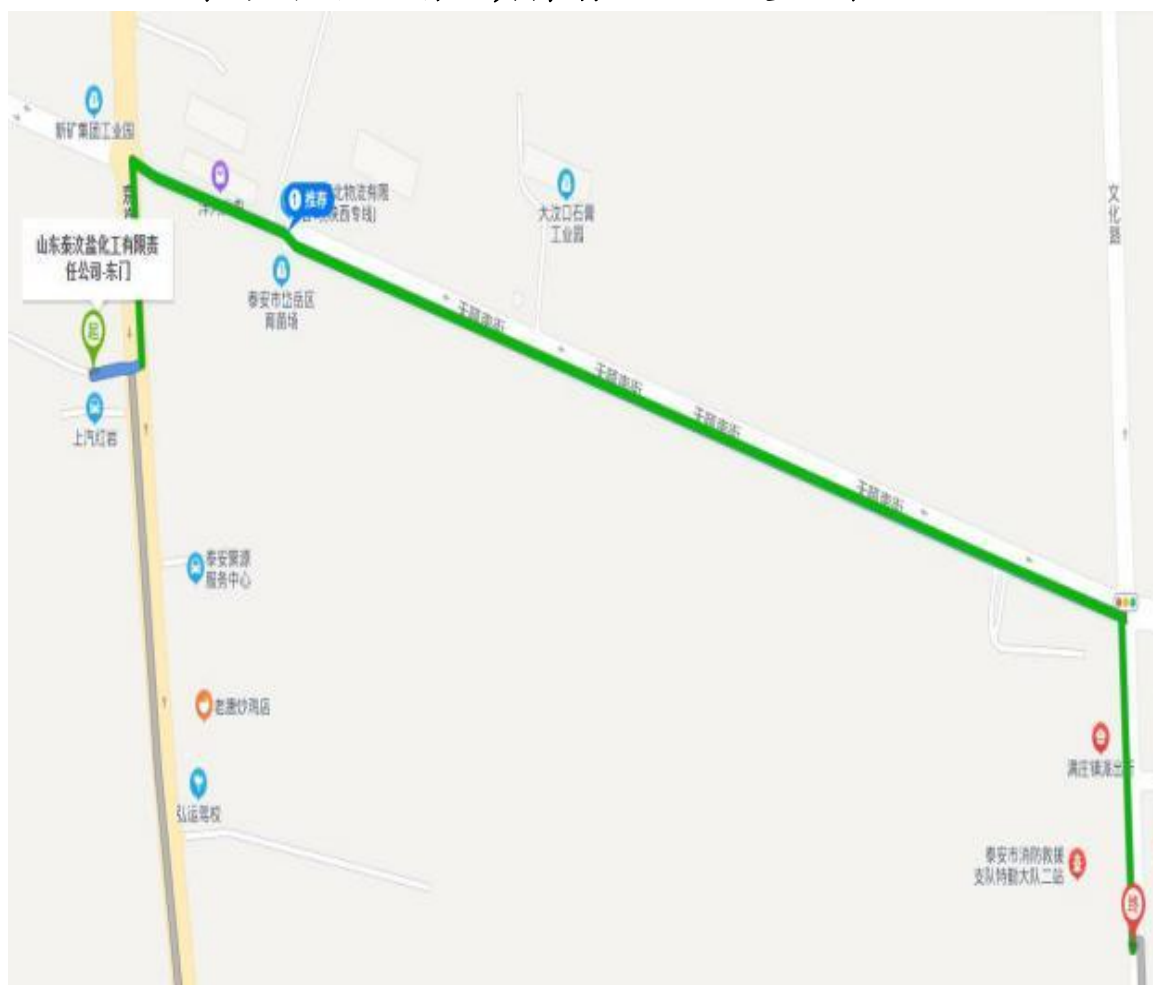 新矿集团工业园
文化路
推荐
大汶口石膏
工业园
山东泰汶盐化工有限责
任公司-东门
泰安市岱岳区
育苗场
天颐南街
天颐南街
天颐南街
天颐南街
起
上汽红岩
泰安聚源
服务中心
老唐炒鸡店
弘运驾校
满庄镇派出所
泰安市消防救援
支队特勤大队二站
终